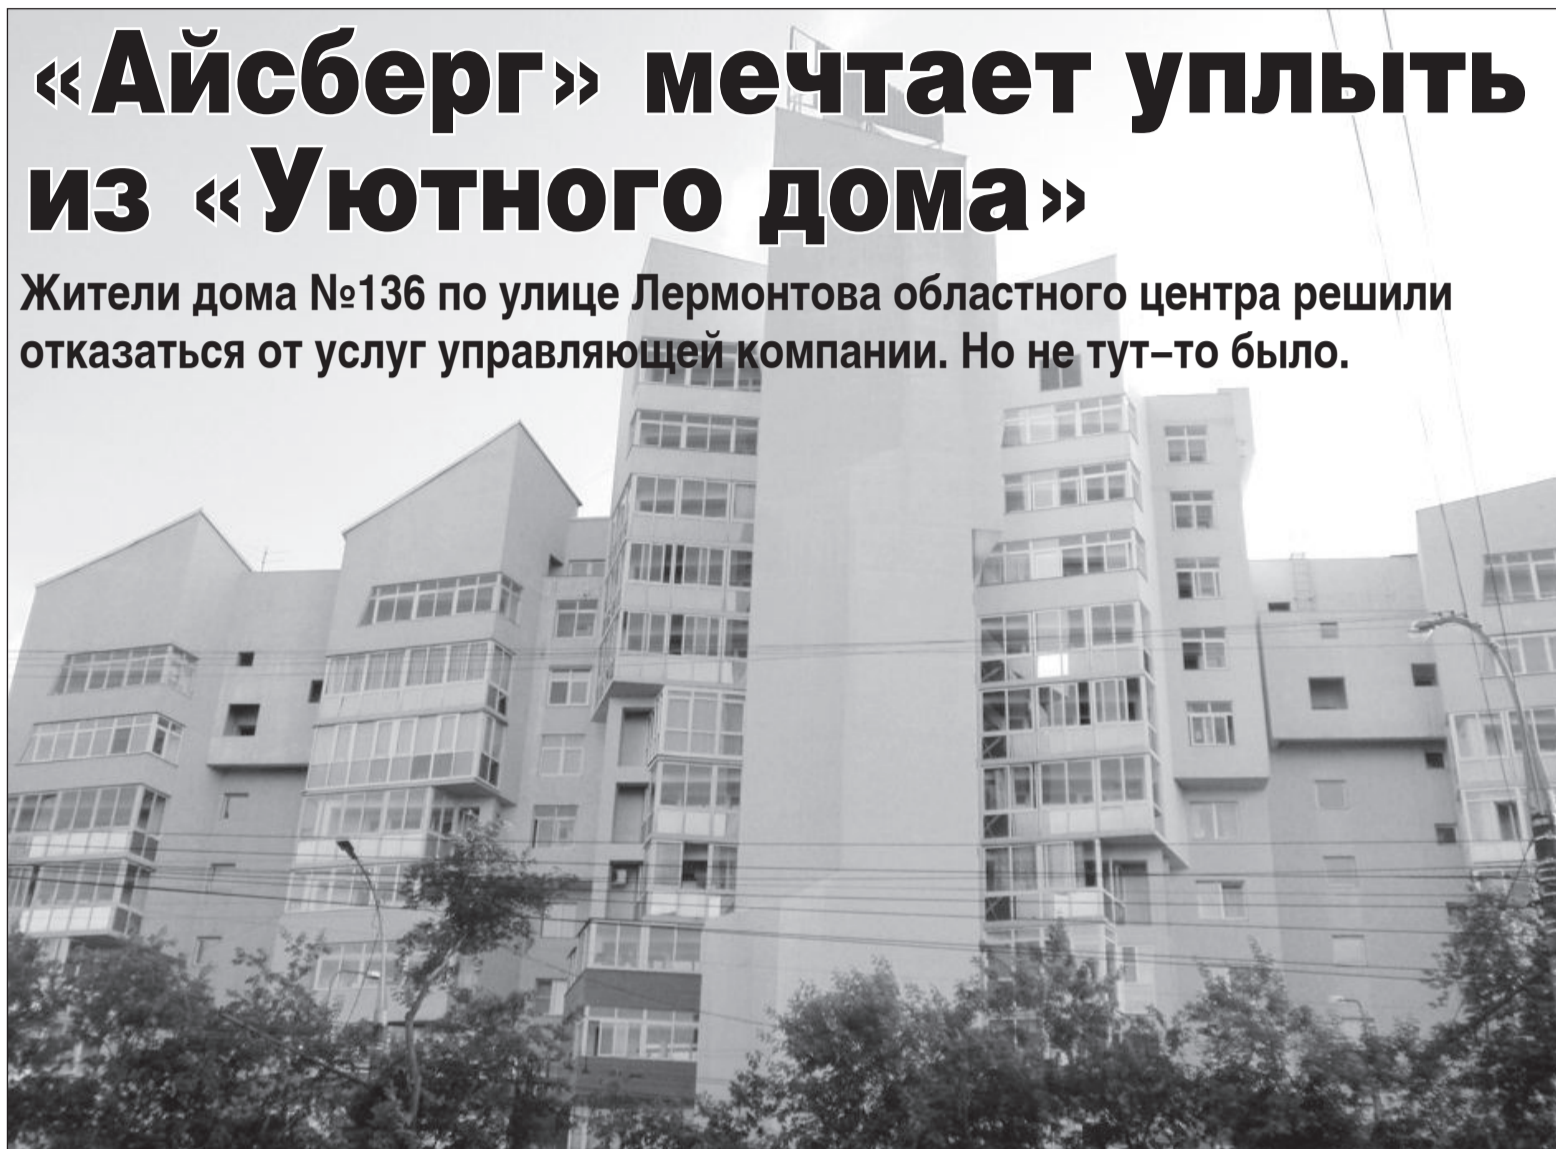 «Айсберг» мечтает уплыть
из «Уютного дома»
Жители дома №136 по улице Лермонтова областного центра решили
отказаться от услуг управляющей компании. Но не тут–то было.